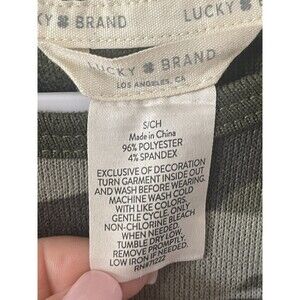 LUCKY BRAND
LUCKY BRAND
LOS ANGELES, CA
S/CH
Made in China
96% POLYESTER
4% SPANDEX
EXCLUSIVE OF DECORATION
TURN GARMENT INSIDE OUT
AND WASH BEFORE WEARING.
MACHINE WASH COLD
WITH LIKE COLORS,
GENTLE CYCLE. ONLY
NON-CHLORINE BLEACH
WHEN NEEDED.
TUMBLE DRY LOW.
REMOVE PROMPTLY.
LOW IRON IF NEEDED.